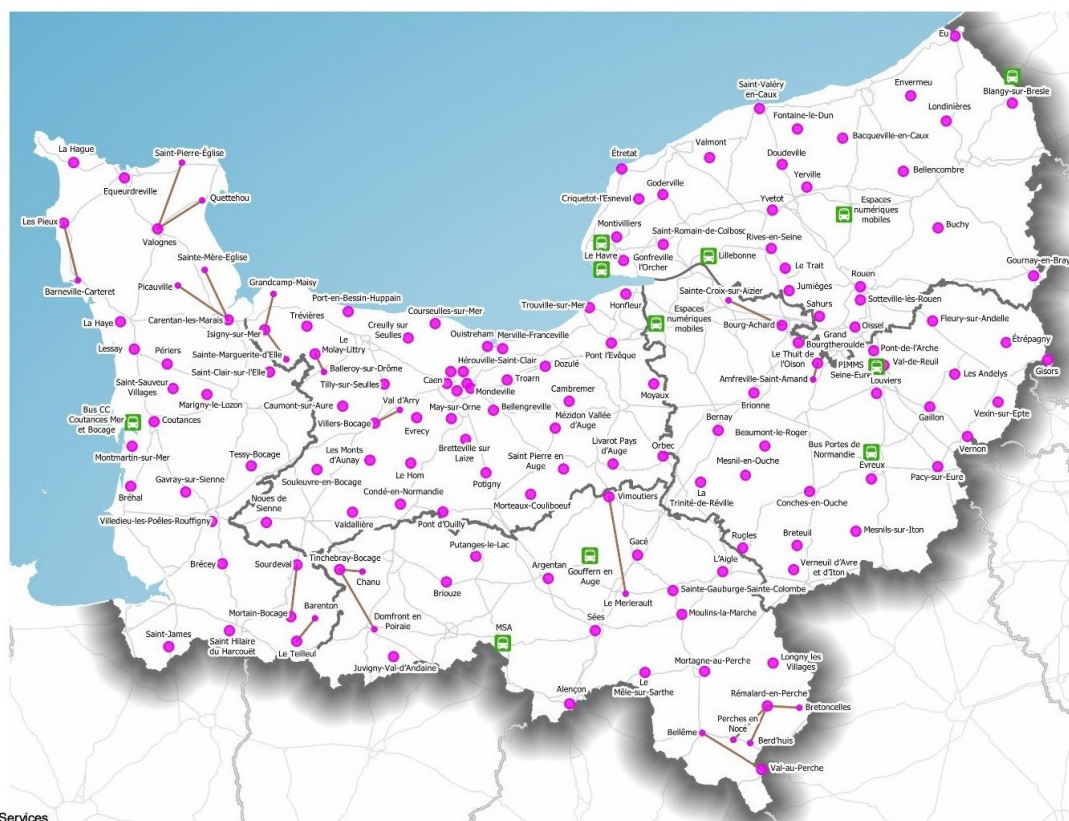 Eu
Envermeu
Blangy-sur-Bresle
Saint-Valéry
en-Caux
Fontaine-le-Dun
Londinières
Bacqueville-en-Caux
La Hague
Saint-Pierre-Église
Valmont
Doudeville
Étretat
Bellencombre
Equeurdreville
Yerville
Goderville
Quettehou
Criquetot-l'Esneval
Espaces
numériques
mobiles
Yvetot
Les Pieux
Buchy
Valognes
Montivilliers
Saint-Romain-de-Colbosc
Rives-en-Seine
Le Havre
Lillebonne
Sainte-Mère-Eglise
Gonfreville
l'Orcher
Le Trait
Gournay-en-Bray
Barneville-Carteret
Picauville
Grandcamp-Maisy
Jumièges
Rouen
Sainte-Croix-sur-Aizier
Port-en-Bessin-Huppain
Honfleur
Sotteville-lès-Rouen
Trouville-sur-Mer
Espaces
numériques
mobiles
Sahurs
Courseulles-sur-Mer
La Haye
Carentan-les-Marais
Trévières
Bourg-Achard
Oissel
Fleury-sur-Andelle
Isigny-sur-Mer
Creully sur
Seulles
Ouistreham
Merville-Franceville
Grand
Bourgtheroulde
Pont-de-l'Arche
Étrépagny
Lessay
Le
Molay-Littry
Pont l'Evêque
Le Thuit de
l'Oison
PIMMS
Seine-Eure
Val-de-Reuil
Périers
Sainte-Marguerite-d'Elle
Hérouville-Saint-Clair
Gisors
Saint-Clair-sur-l'Elle
Balleroy-sur-Drôme
Dozulé
Amfreville-Saint-Amand
Les Andelys
Saint-Sauveur
Villages
Tilly-sur-Seulles
Caen
Troarn
Mondeville
Moyaux
Louviers
Marigny-le-Lozon
Val d'Arry
Cambremer
Brionne
Gaillon
Vexin-sur-Epte
Bus CC
Coutances Mer
et Bocage
Coutances
Caumont-sur-Aure
May-sur-Orne
Bellengreville
Villers-Bocage
Evrecy
Mézidon Vallée
d'Auge
Bernay
Montmartin-sur-Mer
Bretteville sur
Laize
Livarot Pays
d'Auge
Orbec
Beaumont-le-Roger
Bus Portes de
Normandie
Vernon
Tessy-Bocage
Les Monts
d'Aunay
Le Hom
Saint Pierre en
Auge
Mesnil-en-Ouche
Evreux
Pacy-sur-Eure
Bréhal
Gavray-sur-Sienne
Souleuvre-en-Bocage
Potigny
La
Trinité-de-Réville
Conches-en-Ouche
Noues de
Sienne
Condé-en-Normandie
Morteaux-Couliboeuf
Vimoutiers
Villedieu-les-Poêles-Rouffigny
Valdallière
Pont d'Ouilly
Rugles
Breteuil
Mesnils-sur-Iton
Brécey
Sourdeval
Tinchebray-Bocage
Putanges-le-Lac
Gacé
L'Aigle
Gouffern en
Auge
Verneuil d'Avre
et d'Iton
Chanu
Briouze
Argentan
Le Merlerault
Sainte-Gauburge-Sainte-Colombe
Mortain-Bocage
Barenton
Domfront en
Poiraie
Moulins-la-Marche
Saint-James
Saint Hilaire
du Harcouët
Le Teilleul
MSA
Sées
Juvigny-Val-d'Andaine
Longny les
Villages
Mortagne-au-Perche
Le
Mêle-sur-Sarthe
Alençon
Rémalard-en-Perche
Bretoncelles
Perches en
Nocé
Bellême
Berd'huis
Val-au-Perche
Services